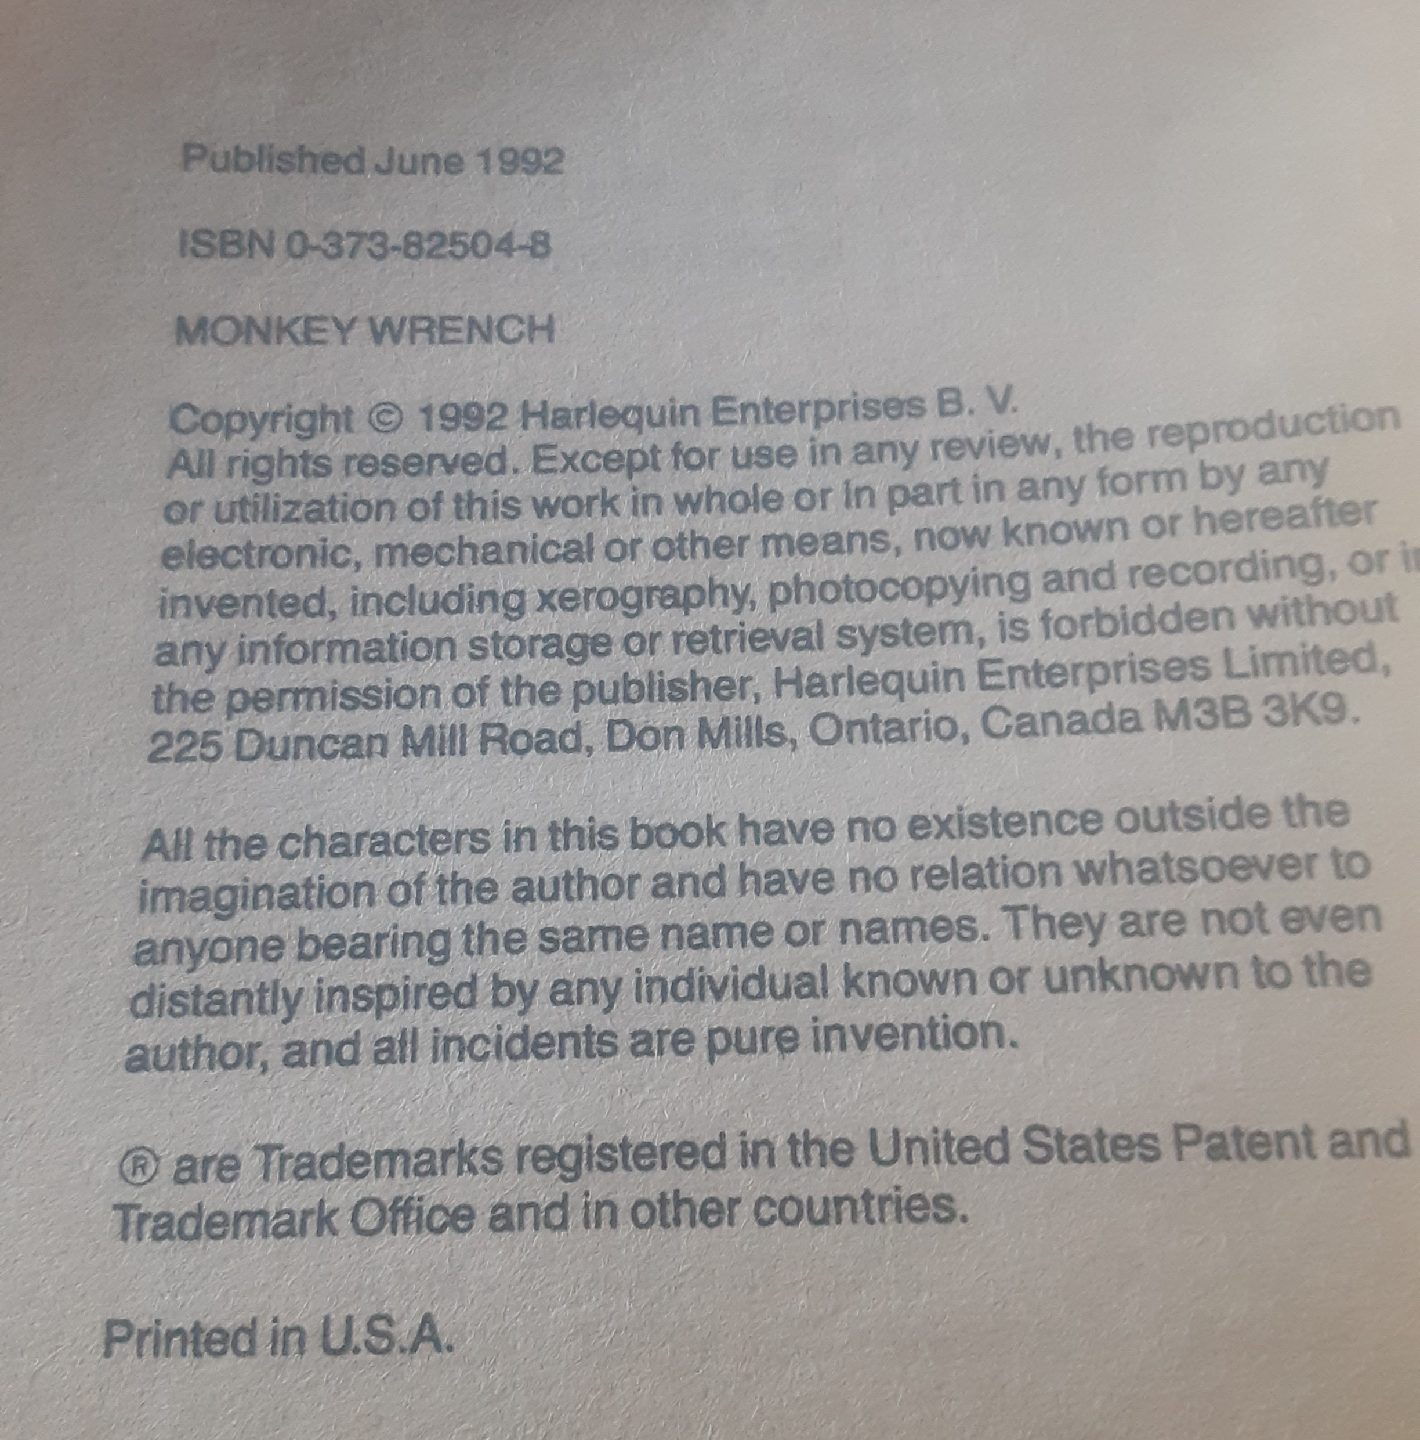 Published June 1992
ISBN 0-373-82504-8
MONKEY WRENCH
Copyright © 1992 Harlequin Enterprises B. V.
All rights reserved. Except for use in any review, the reproduction
or utilization of this work in whole or in part in any form by any
electronic, mechanical or other means, now known or hereafter
invented, including xerography, photocopying and recording, or in
any information storage or retrieval system, is forbidden without
the permission of the publisher, Harlequin Enterprises Limited,
225 Duncan Mill Road, Don Mills, Ontario, Canada M3B 3K9.
All the characters in this book have no existence outside the
imagination of the author and have no relation whatsoever to
anyone bearing the same name or names. They are not even
distantly inspired by any individual known or unknown to the
author, and all incidents are pure invention.
® are Trademarks registered in the United States Patent and
Trademark Office and in other countries.
Printed in U.S.A.